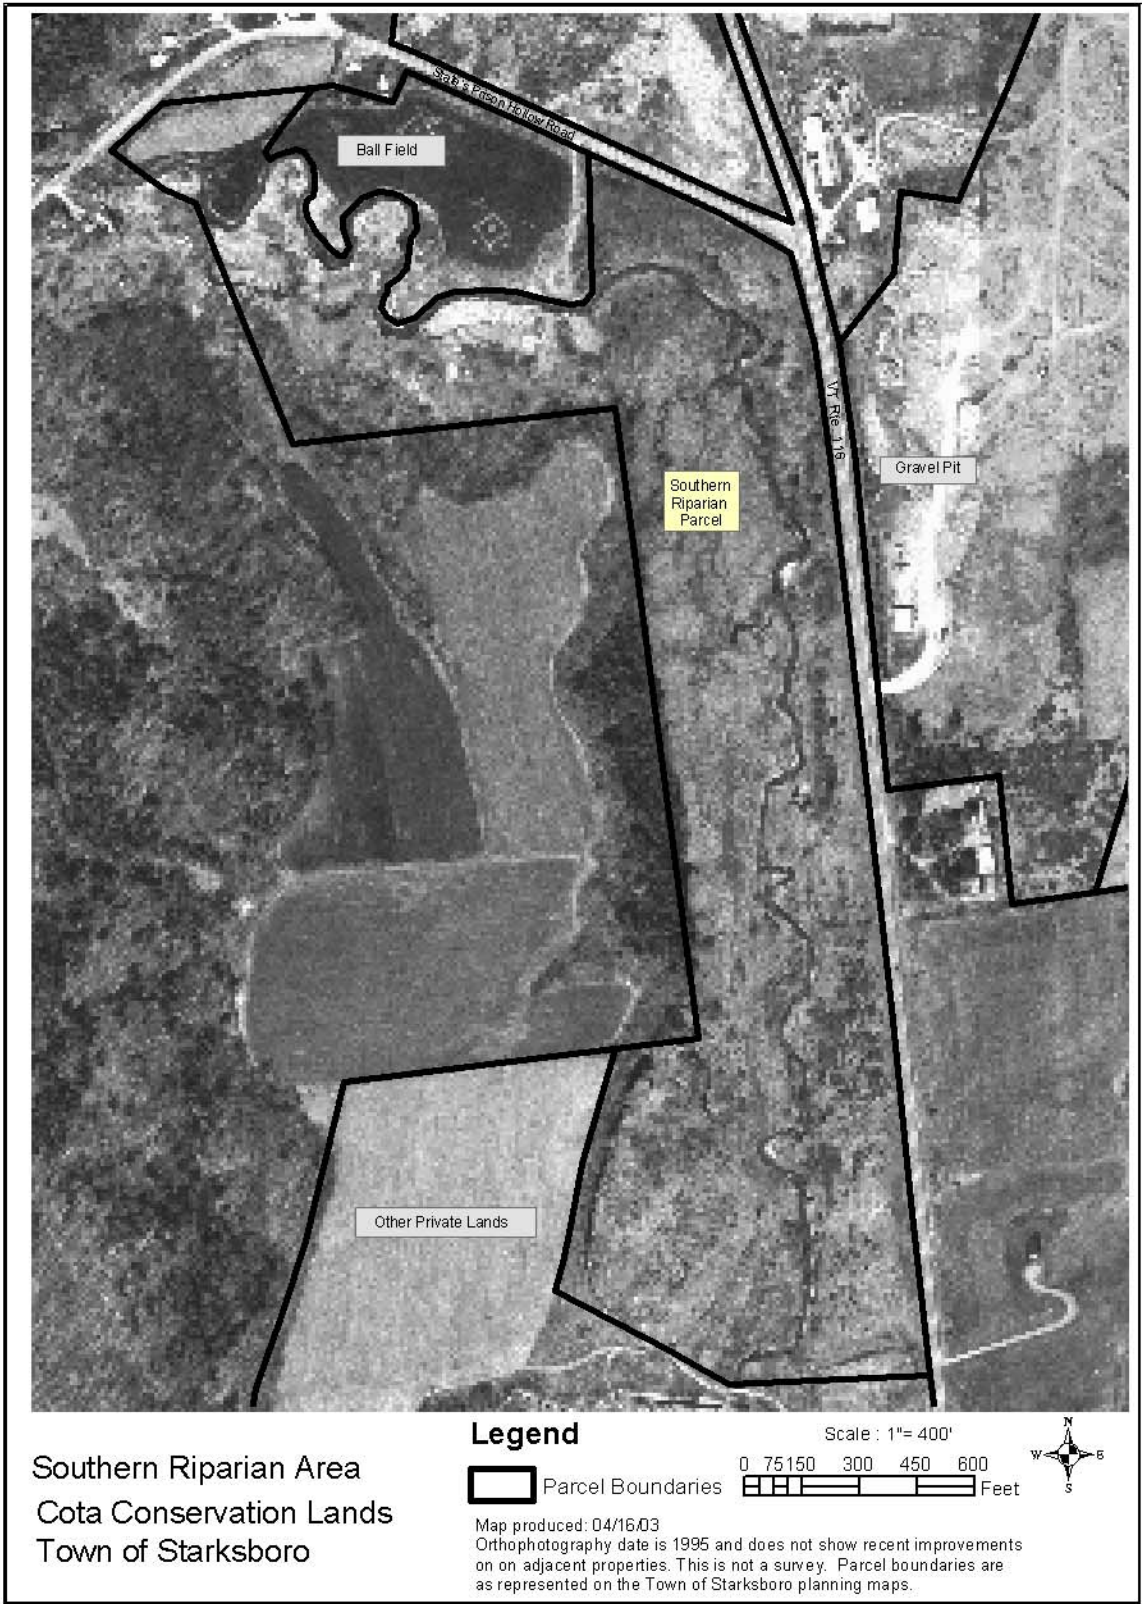 State's Prison Hollow Road
Ball Field
VT Rte. 116
Gravel Pit
Southern
Riparian
Parcel
Other Private Lands
Southern Riparian Area
Cota Conservation Lands
Town of Starksboro
Legend
Parcel Boundaries
Scale : 1"= 400'
0 75 150 300 450 600
Feet
N
W E
S
Map produced: 04/16/03
Orthophotography date is 1995 and does not show recent improvements
on on adjacent properties. This is not a survey. Parcel boundaries are
as represented on the Town of Starksboro planning maps.